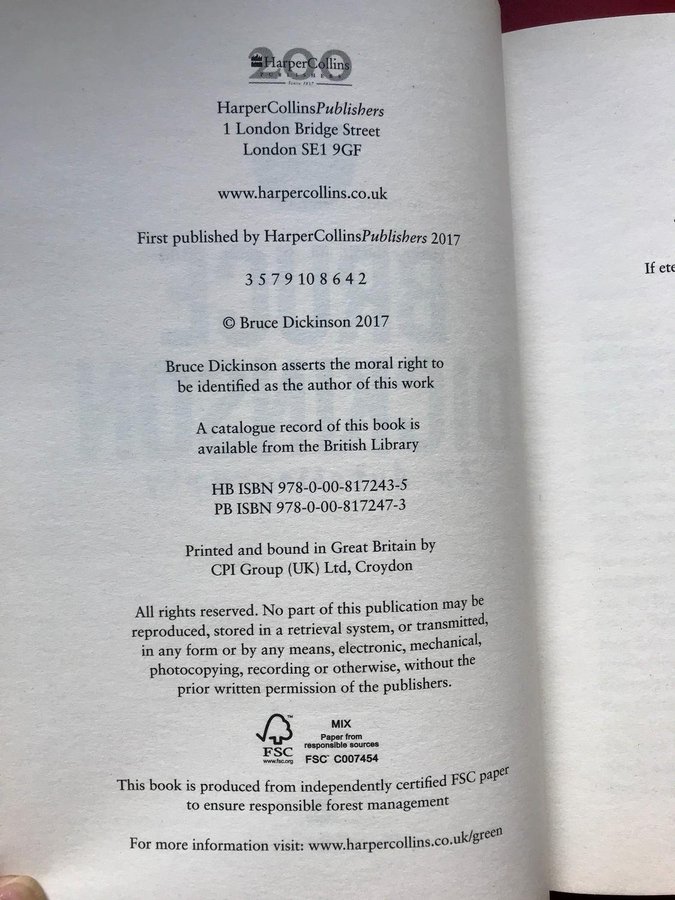 200
HarperCollins
PUBLISHERS
Since 1817
HarperCollinsPublishers
1 London Bridge Street
London SE1 9GF
www.harpercollins.co.uk
First published by HarperCollinsPublishers 2017
3 5 7 9 10 8 6 4 2
© Bruce Dickinson 2017
Bruce Dickinson asserts the moral right to
be identified as the author of this work
A catalogue record of this book is
available from the British Library
HB ISBN 978-0-00-817243-5
PB ISBN 978-0-00-817247-3
Printed and bound in Great Britain by
CPI Group (UK) Ltd, Croydon
All rights reserved. No part of this publication may be
reproduced, stored in a retrieval system, or transmitted,
in any form or by any means, electronic, mechanical,
photocopying, recording or otherwise, without the
prior written permission of the publishers.
FSC™
www.fsc.org
MIX
Paper from
responsible sources
FSC™ C007454
This book is produced from independently certified FSC paper
to ensure responsible forest management
For more information visit: www.harpercollins.co.uk/green
If ete